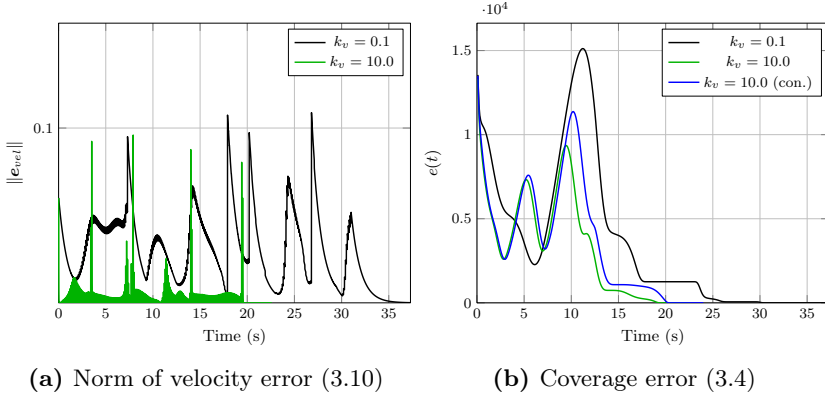 k_v = 0.1
k_v = 10.0
0.1
‖e_vel‖
0 5 10 15 20 25 30 35
Time (s)
(a) Norm of velocity error (3.10)
·10^4
k_v = 0.1
k_v = 10.0
k_v = 10.0 (con.)
1.5
1
0.5
0
e(t)
0 5 10 15 20 25 30 35
Time (s)
(b) Coverage error (3.4)